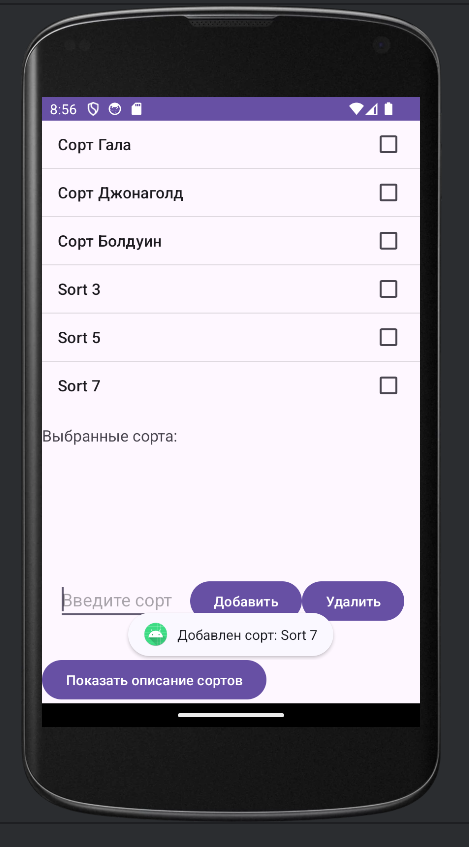 8:56
Сорт Гала
Сорт Джонаголд
Сорт Болдуин
Sort 3
Sort 5
Sort 7
Выбранные сорта:
Введите сорт Добавить Удалить
Добавлен сорт: Sort 7
Показать описание сортов